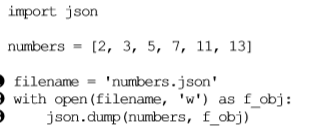 import json
numbers = [2, 3, 5, 7, 11, 13]
filename = 'numbers.json'
with open(filename, 'w') as f_obj:
json.dump(numbers, f_obj)